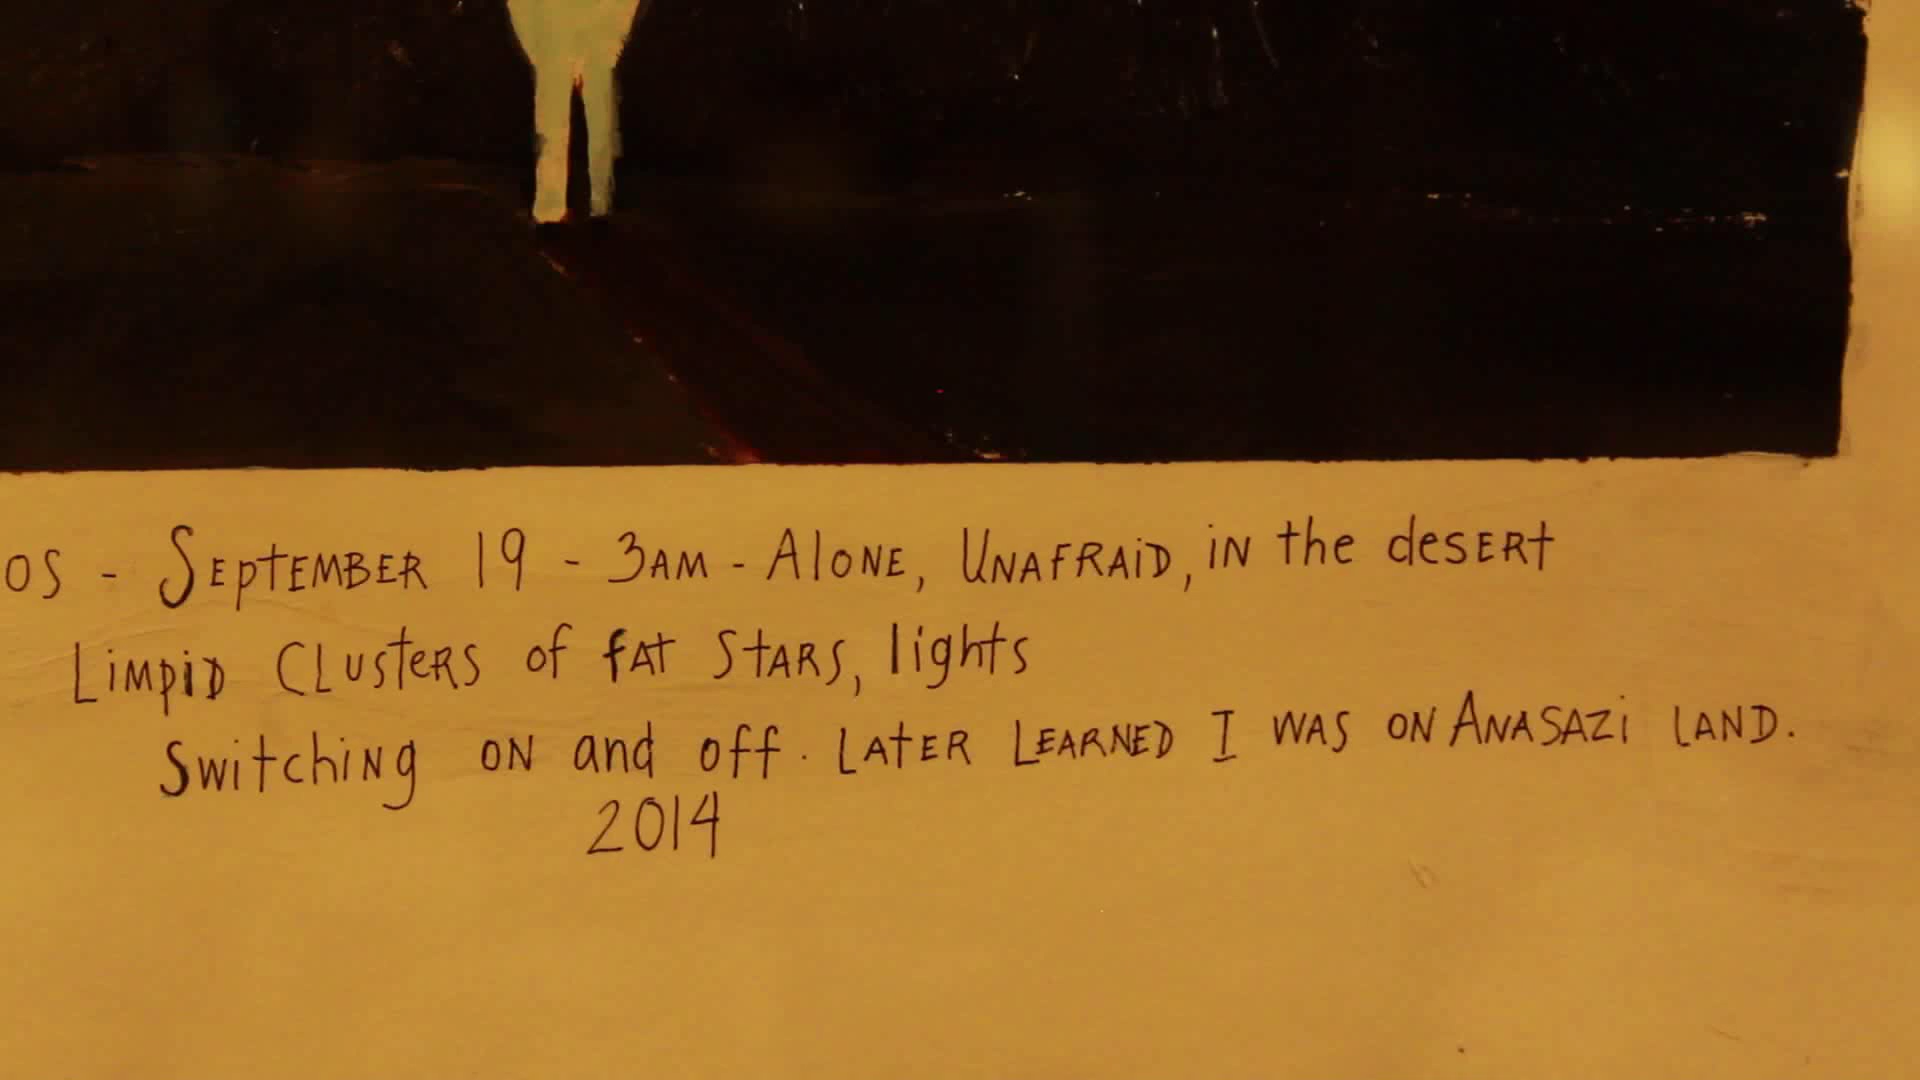 OS - September 19 - 3AM - Alone, Unafraid, in the desert
Limpid Clusters of fat stars, lights
Switching on and off. Later learned I was on Anasazi land.
2014